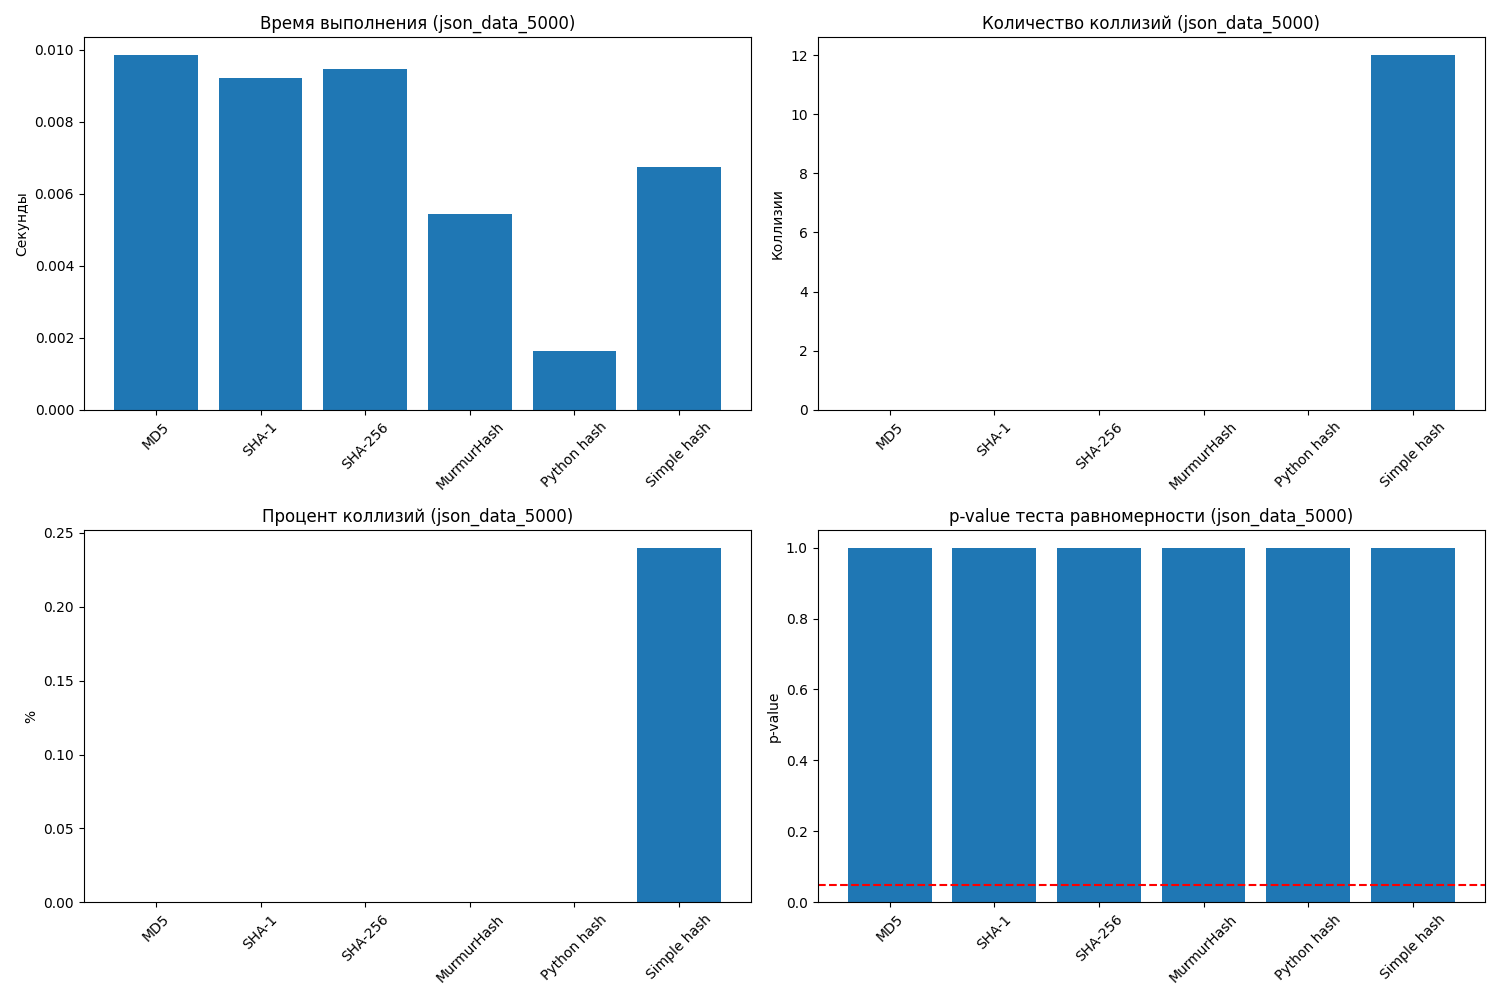 Время выполнения (json_data_5000)
Секунды
0.010
0.008
0.006
0.004
0.002
0.000
MD5
SHA-1
SHA-256
MurmurHash
Python hash
Simple hash
Количество коллизий (json_data_5000)
Коллизии
12
10
8
6
4
2
0
MD5
SHA-1
SHA-256
MurmurHash
Python hash
Simple hash
Процент коллизий (json_data_5000)
%
0.25
0.20
0.15
0.10
0.05
0.00
MD5
SHA-1
SHA-256
MurmurHash
Python hash
Simple hash
p-value теста равномерности (json_data_5000)
p-value
1.0
0.8
0.6
0.4
0.2
0.0
MD5
SHA-1
SHA-256
MurmurHash
Python hash
Simple hash